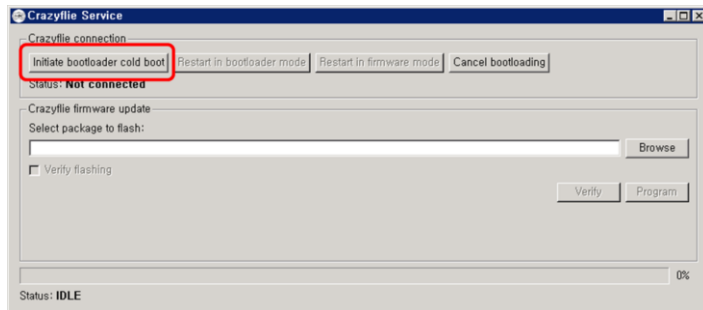 Crazyflie Service
Crazyflie connection
Initiate bootloader cold boot Restart in bootloader mode Restart in firmware mode Cancel bootloading
Status: Not connected
Crazyflie firmware update
Select package to flash:
Browse
Verify flashing
Verify Program
0%
Status: IDLE